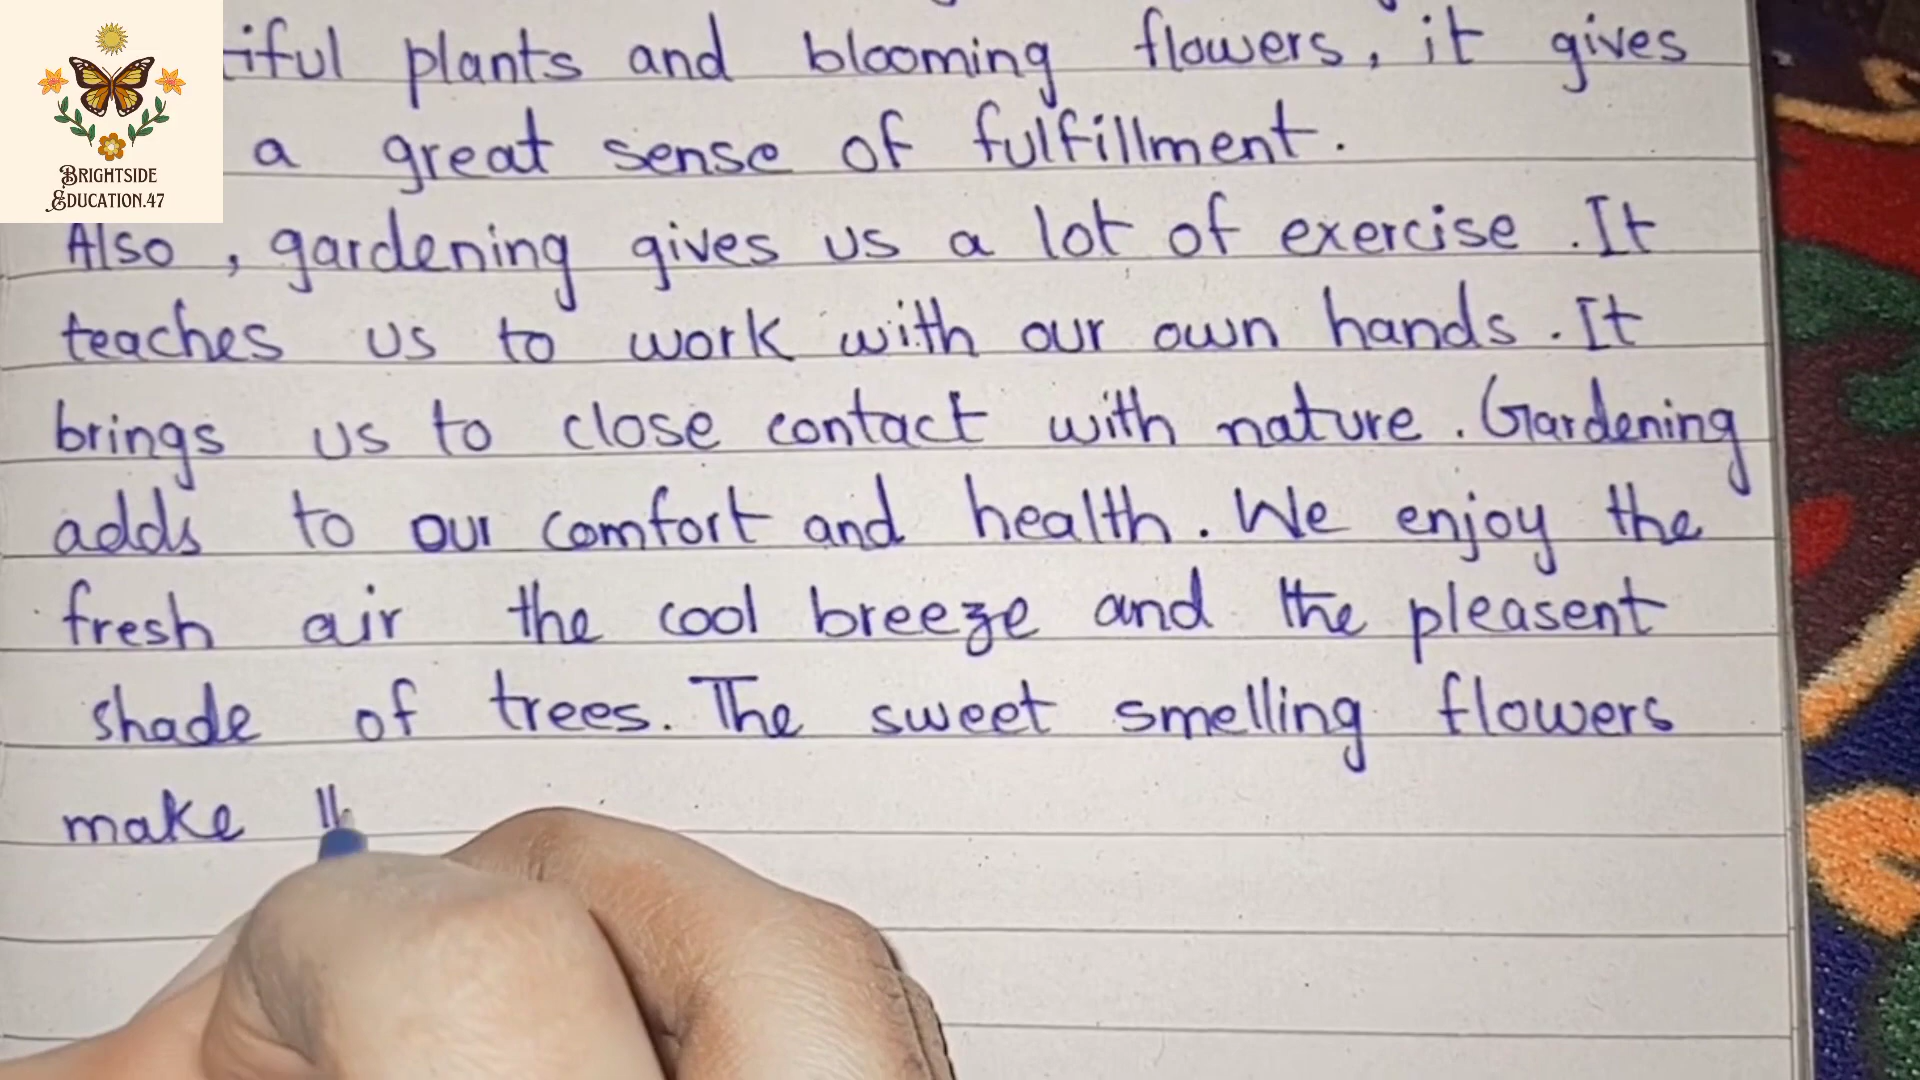 iful plants and blooming flowers, it gives
a great sense of fulfillment.
BRIGHTSIDE
EDUCATION.47
Also, gardening gives us a lot of exercise. It
teaches us to work with our own hands. It
brings us to close contact with nature. Gardening
adds to our comfort and health. We enjoy the
fresh air the cool breeze and the pleasent
shade of trees. The sweet smelling flowers
make